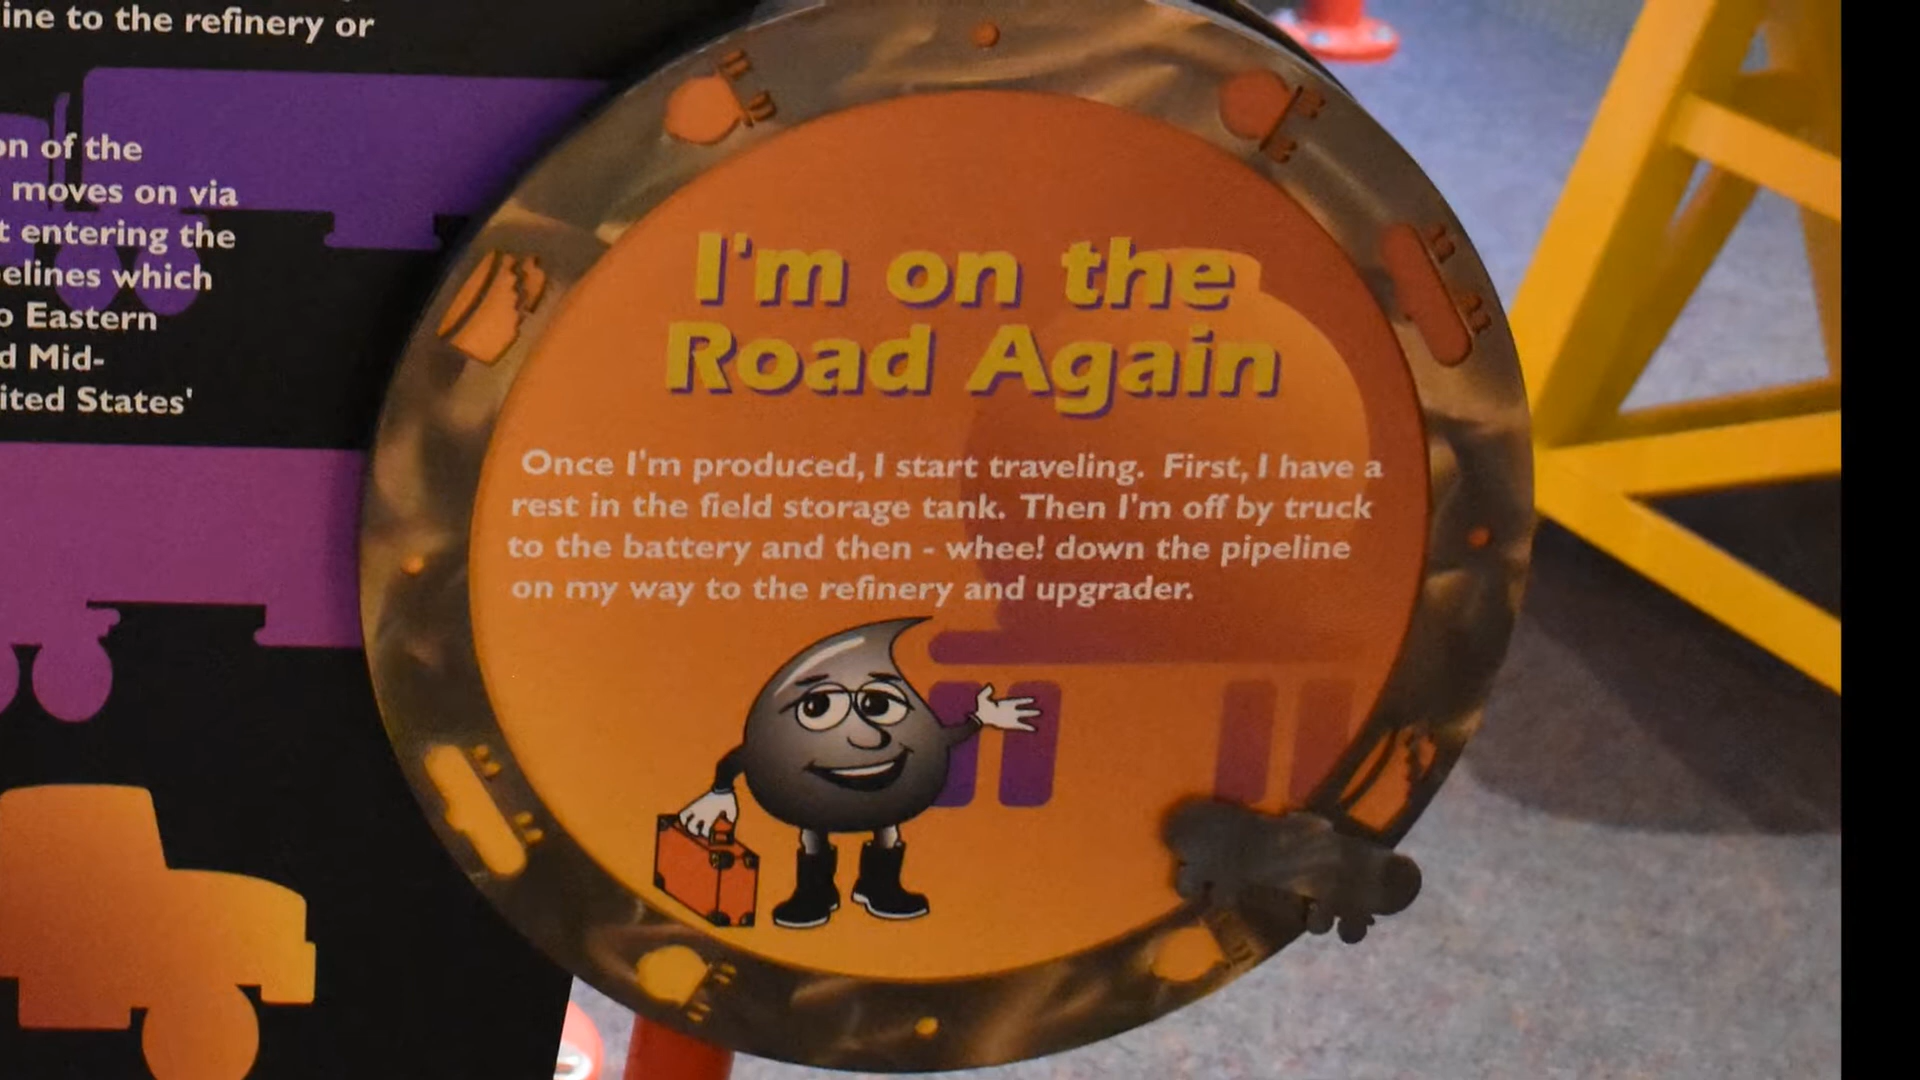 ine to the refinery or
on of the
moves on via
t entering the
elines which
o Eastern
d Mid-
ited States'
I'm on the
Road Again
Once I'm produced, I start traveling. First, I have a
rest in the field storage tank. Then I'm off by truck
to the battery and then - whee! down the pipeline
on my way to the refinery and upgrader.